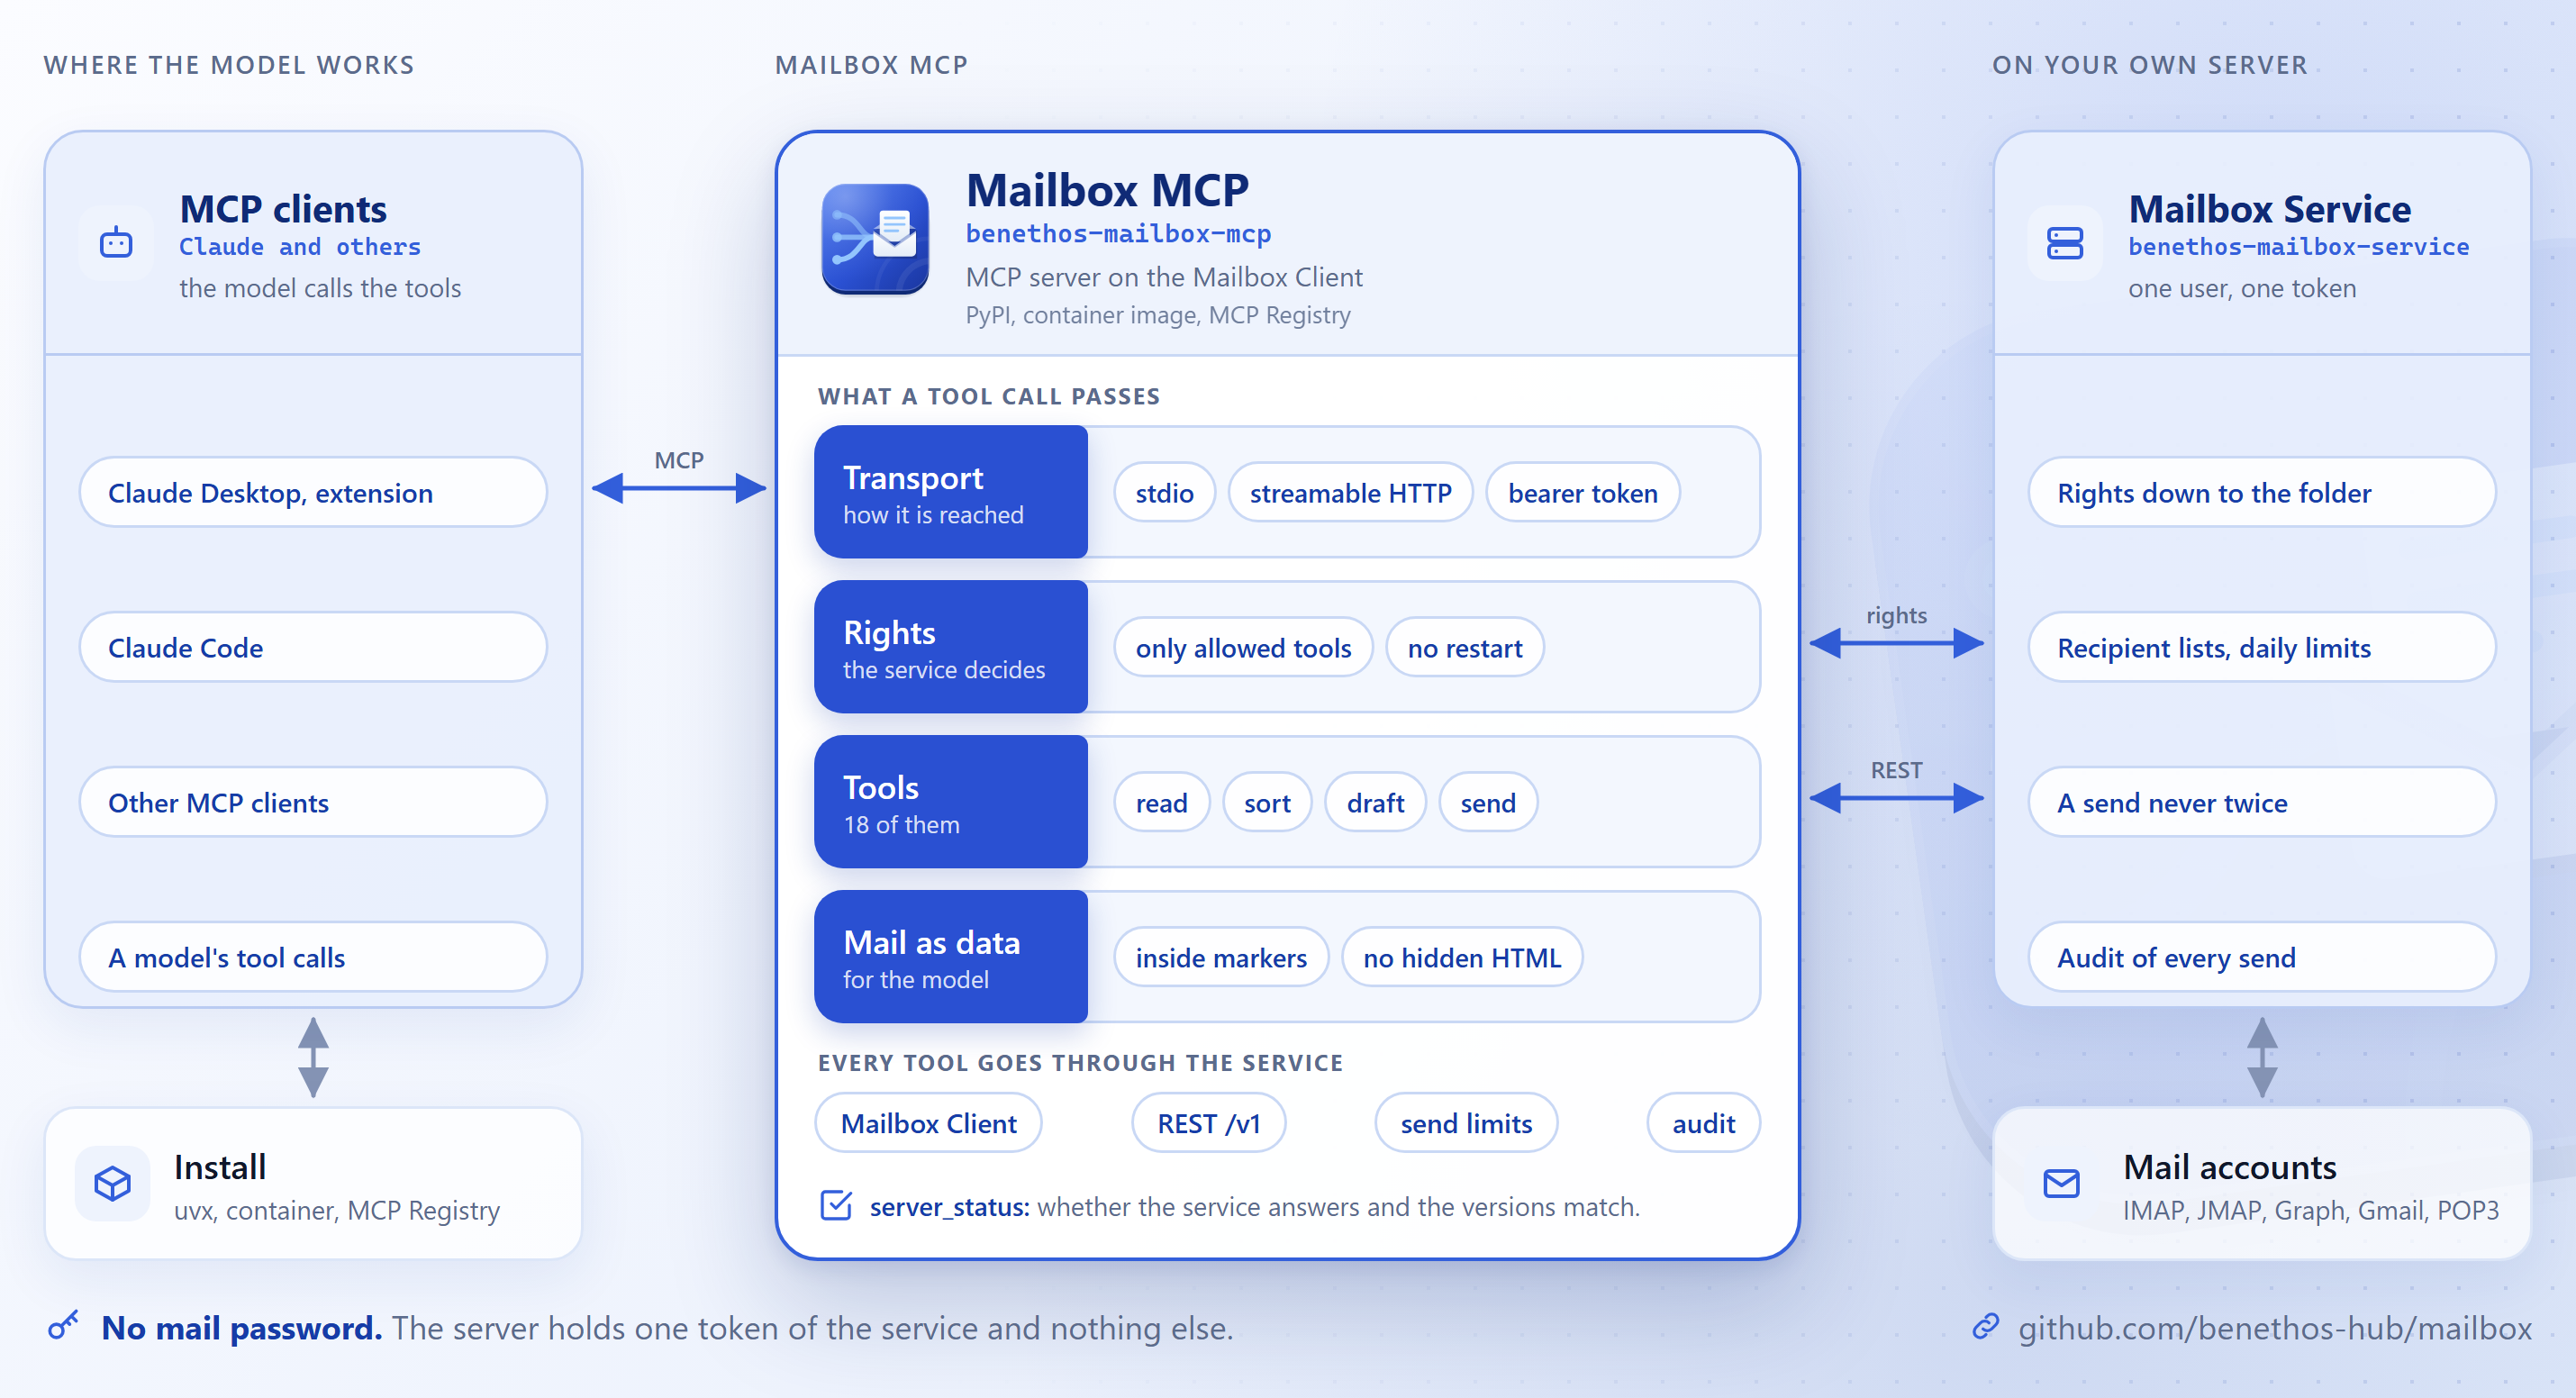 WHERE THE MODEL WORKS
MCP clients
Claude and others
the model calls the tools
Claude Desktop, extension
Claude Code
Other MCP clients
A model's tool calls
Install
uvx, container, MCP Registry
MCP
MAILBOX MCP
Mailbox MCP
benethos-mailbox-mcp
MCP server on the Mailbox Client
PyPI, container image, MCP Registry
WHAT A TOOL CALL PASSES
Transport
how it is reached
stdio
streamable HTTP
bearer token
Rights
the service decides
only allowed tools
no restart
Tools
18 of them
read
sort
draft
send
Mail as data
for the model
inside markers
no hidden HTML
EVERY TOOL GOES THROUGH THE SERVICE
Mailbox Client
REST /v1
send limits
audit
server_status: whether the service answers and the versions match.
rights
REST
ON YOUR OWN SERVER
Mailbox Service
benethos-mailbox-service
one user, one token
Rights down to the folder
Recipient lists, daily limits
A send never twice
Audit of every send
Mail accounts
IMAP, JMAP, Graph, Gmail, POP3
No mail password. The server holds one token of the service and nothing else.
github.com/benethos-hub/mailbox